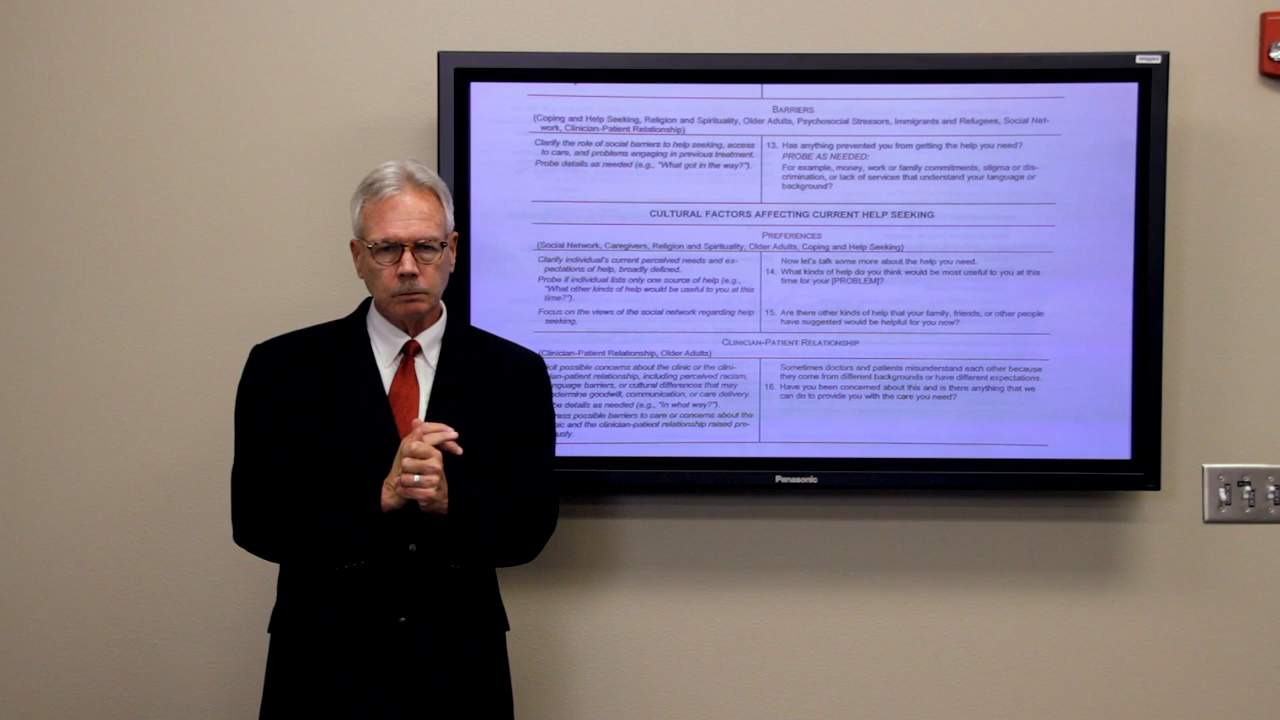 BARRIERS
(Coping and Help Seeking, Religion and Spirituality, Older Adults, Psychosocial Stressors, Immigrants and Refugees, Social Net-
work, Clinician-Patient Relationship)
Clarify the role of social barriers to help seeking, access
to care, and problems engaging in previous treatment.
Probe details as needed (e.g., "What got in the way?").
13. Has anything prevented you from getting the help you need?
PROBE AS NEEDED:
For example, money, work or family commitments, stigma or dis-
crimination, or lack of services that understand your language or
background?
CULTURAL FACTORS AFFECTING CURRENT HELP SEEKING
PREFERENCES
(Social Network, Caregivers, Religion and Spirituality, Older Adults, Coping and Help Seeking)
Clarify individual's current perceived needs and ex-
pectations of help, broadly defined.
Probe if individual lists only one source of help (e.g.,
"What other kinds of help would be useful to you at this
time?").
Focus on the views of the social network regarding help
seeking.
Now let's talk some more about the help you need.
14. What kinds of help do you think would be most useful to you at this
time for your [PROBLEM]?
15. Are there other kinds of help that your family, friends, or other people
have suggested would be helpful for you now?
CLINICIAN-PATIENT RELATIONSHIP
(Clinician-Patient Relationship, Older Adults)
possible concerns about the clinic or the clini-
cian-patient relationship, including perceived racism,
language barriers, or cultural differences that may
undermine goodwill, communication, or care delivery.
details as needed (e.g., "In what way?").
possible barriers to care or concerns about the
and the clinician-patient relationship raised pre-
Sometimes doctors and patients misunderstand each other because
they come from different backgrounds or have different expectations.
16. Have you been concerned about this and is there anything that we
can do to provide you with the care you need?
Panasonic